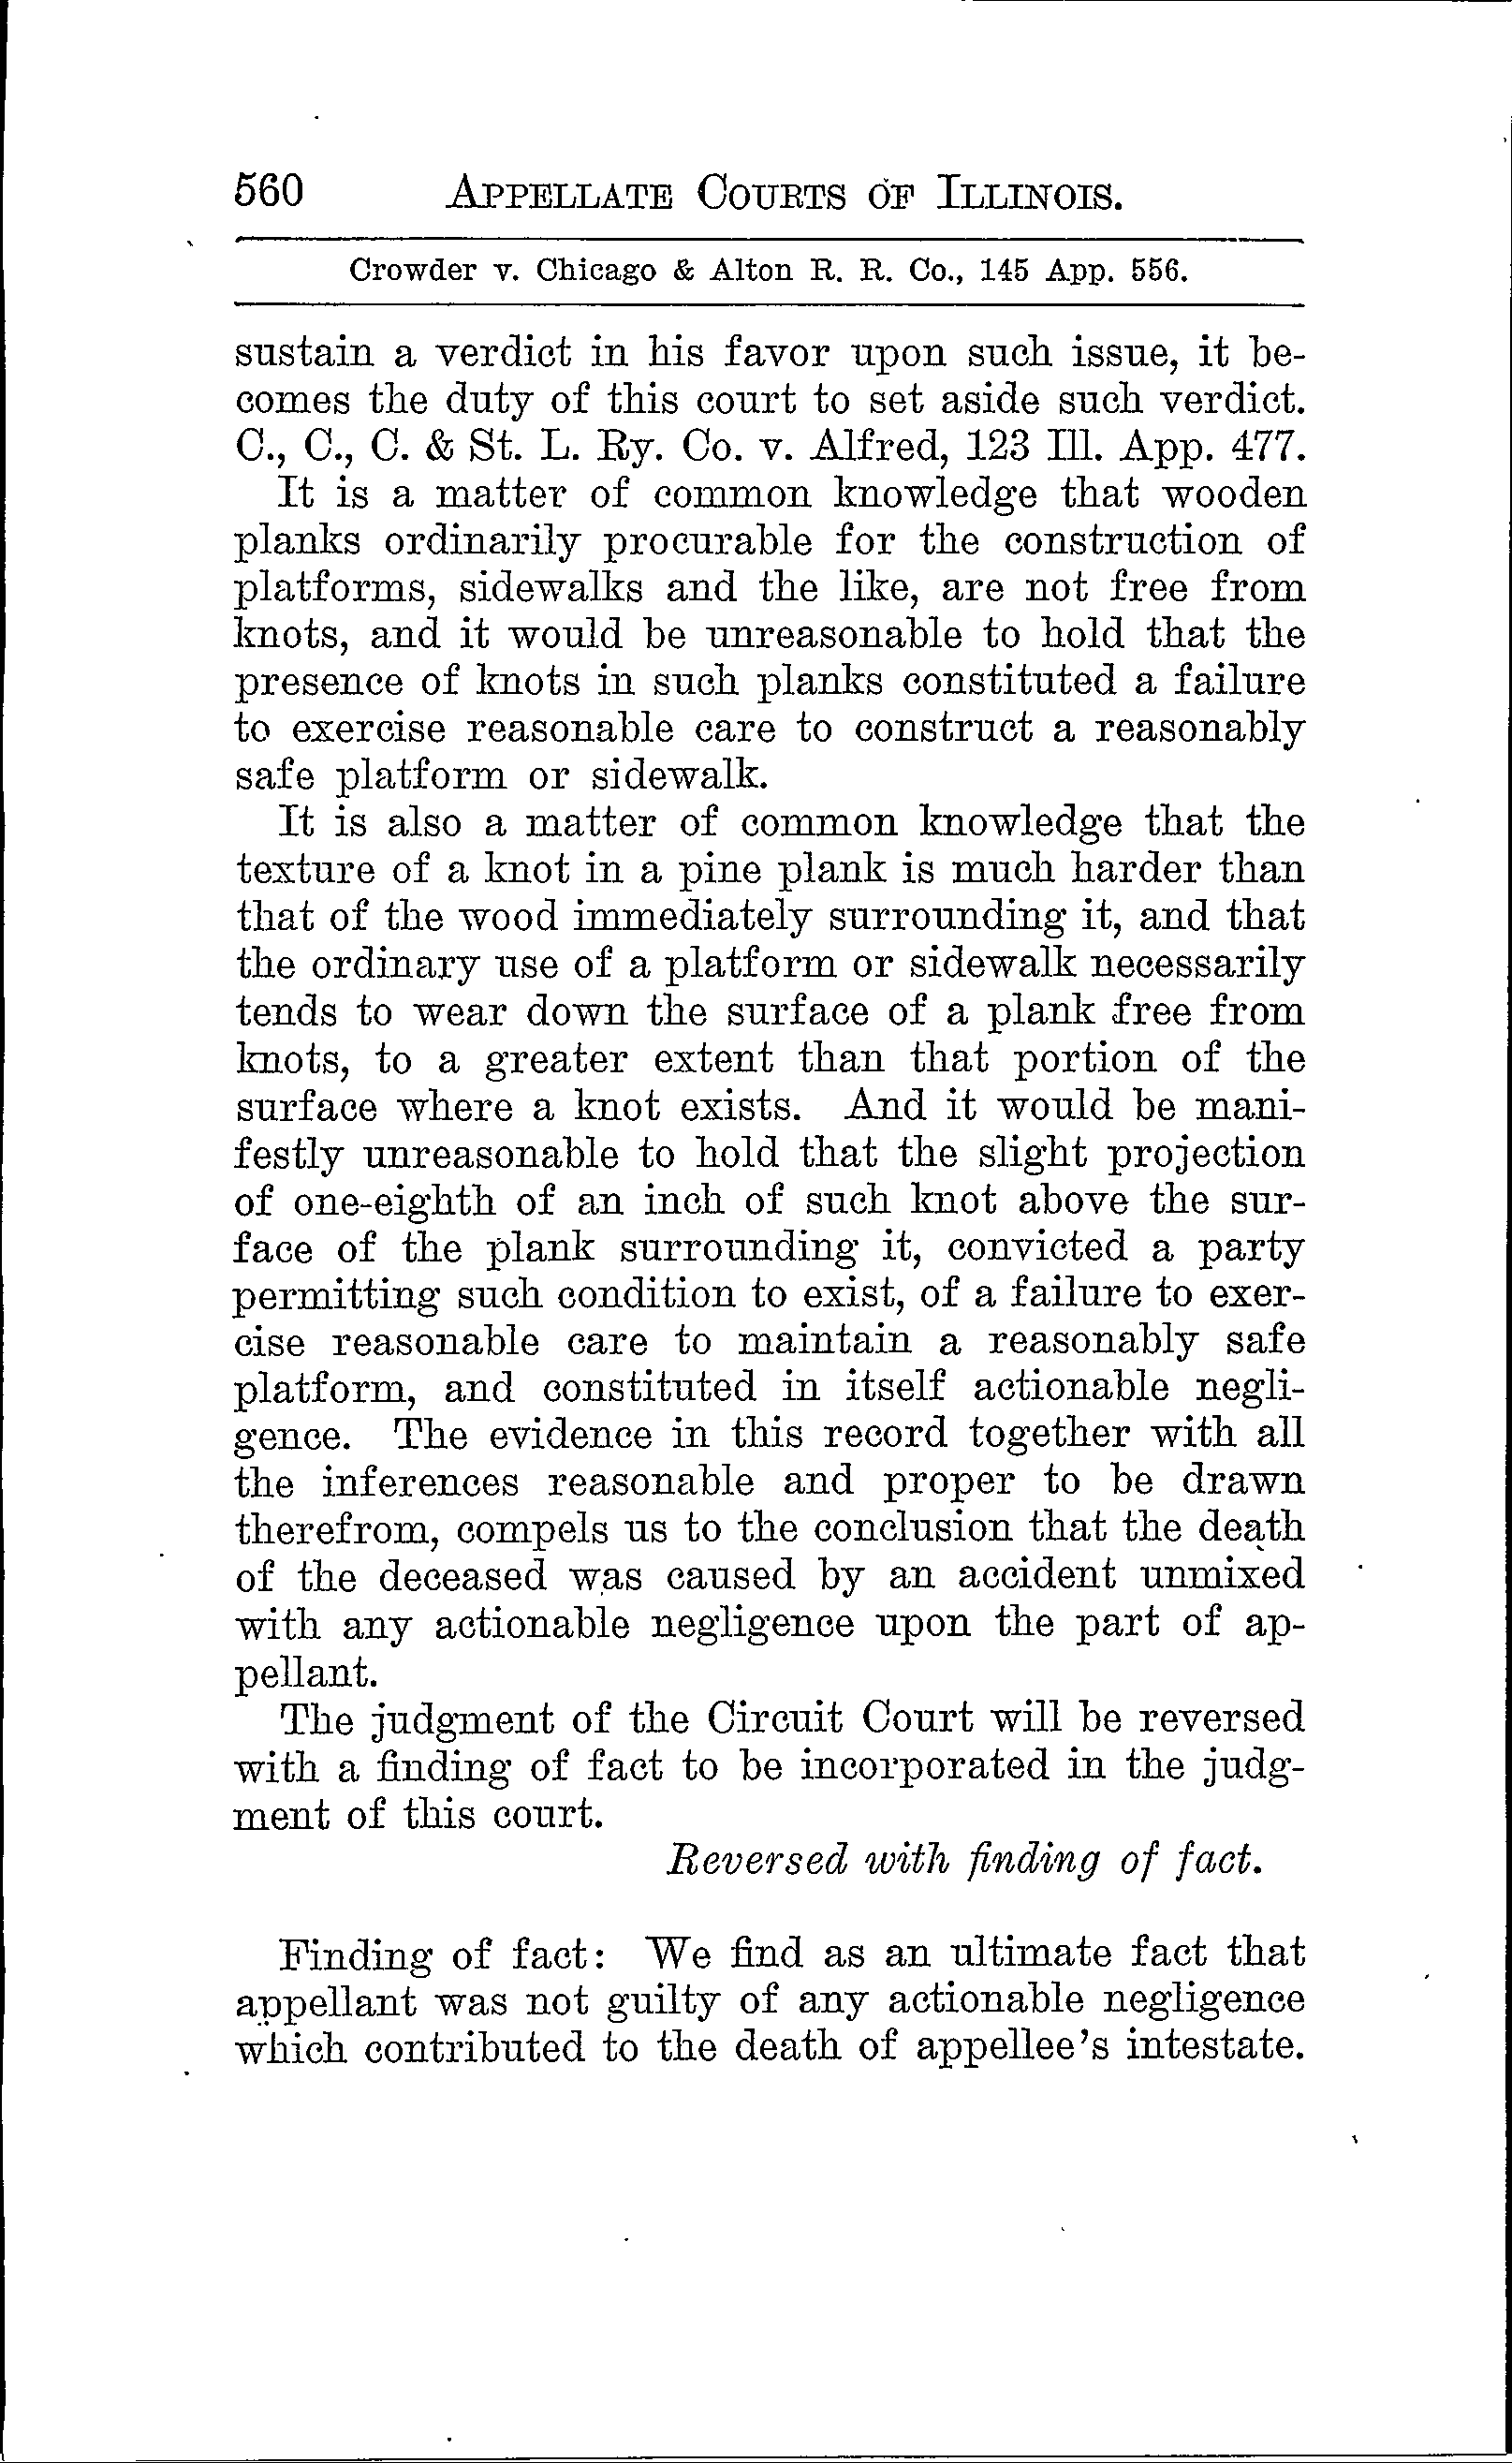 560 APPELLATE COURTS OF ILLINOIS.
Crowder v. Chicago & Alton R. R. Co., 145 App. 556.
sustain a verdict in his favor upon such issue, it be-
comes the duty of this court to set aside such verdict.
C., C., C. & St. L. Ry. Co. v. Alfred, 123 Ill. App. 477.
It is a matter of common knowledge that wooden
planks ordinarily procurable for the construction of
platforms, sidewalks and the like, are not free from
knots, and it would be unreasonable to hold that the
presence of knots in such planks constituted a failure
to exercise reasonable care to construct a reasonably
safe platform or sidewalk.
It is also a matter of common knowledge that the
texture of a knot in a pine plank is much harder than
that of the wood immediately surrounding it, and that
the ordinary use of a platform or sidewalk necessarily
tends to wear down the surface of a plank free from
knots, to a greater extent than that portion of the
surface where a knot exists. And it would be mani-
festly unreasonable to hold that the slight projection
of one-eighth of an inch of such knot above the sur-
face of the plank surrounding it, convicted a party
permitting such condition to exist, of a failure to exer-
cise reasonable care to maintain a reasonably safe
platform, and constituted in itself actionable negli-
gence. The evidence in this record together with all
the inferences reasonable and proper to be drawn
therefrom, compels us to the conclusion that the death
of the deceased was caused by an accident unmixed
with any actionable negligence upon the part of ap-
pellant.
The judgment of the Circuit Court will be reversed
with a finding of fact to be incorporated in the judg-
ment of this court.
Reversed with finding of fact.
Finding of fact: We find as an ultimate fact that
appellant was not guilty of any actionable negligence
which contributed to the death of appellee's intestate.